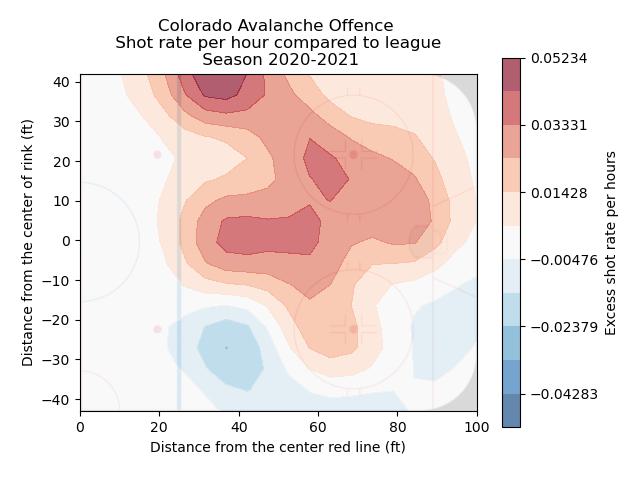 Colorado Avalanche Offence
Shot rate per hour compared to league
Season 2020-2021
40
30
20
10
0
−10
−20
−30
−40
Distance from the center of rink (ft)
0 20 40 60 80 100
Distance from the center red line (ft)
0.05234
0.03331
0.01428
−0.00476
−0.02379
−0.04283
Excess shot rate per hours